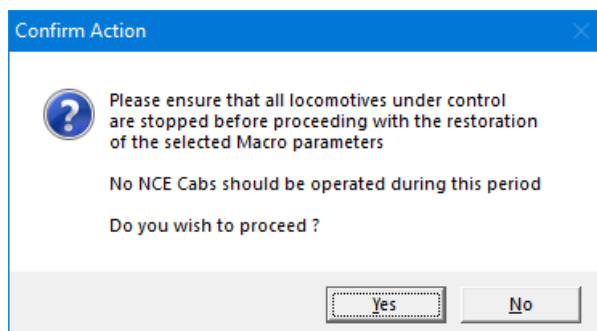 Confirm Action
Please ensure that all locomotives under control
are stopped before proceeding with the restoration
of the selected Macro parameters
No NCE Cabs should be operated during this period
Do you wish to proceed ?
Yes
No